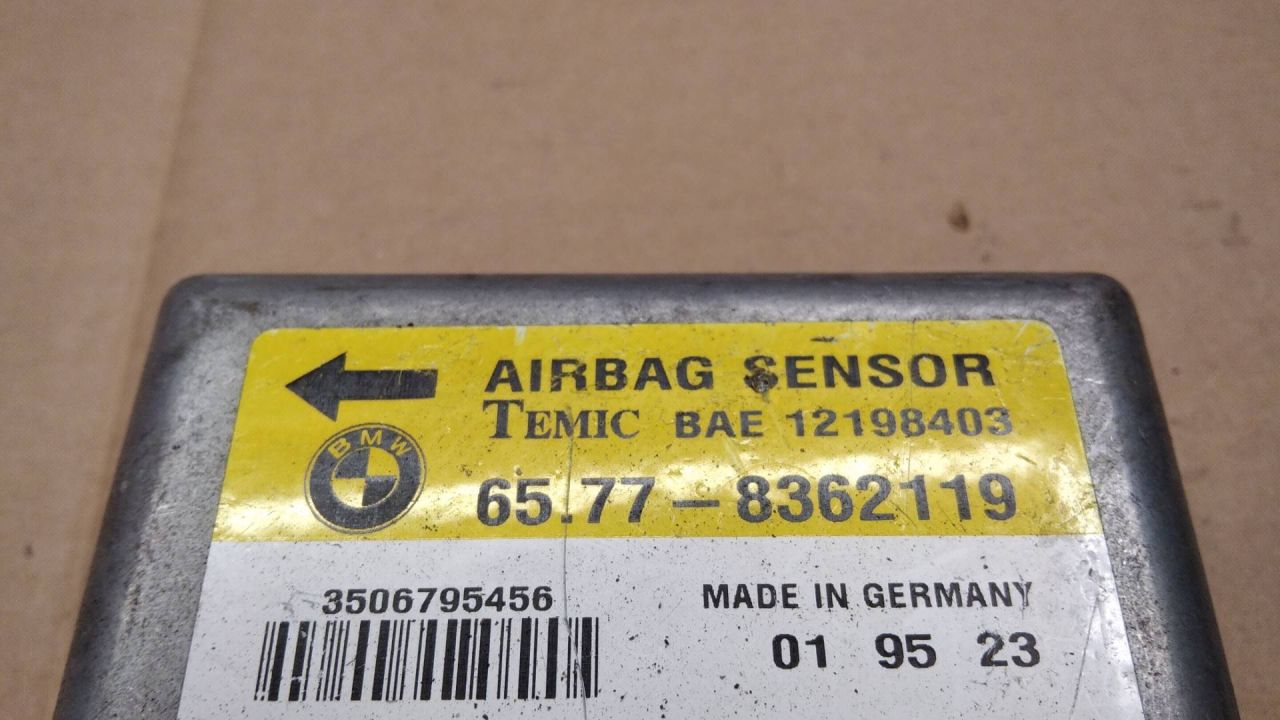 AIRBAG SENSOR
TEMIC BAE 12198403
BMW
65.77-8362119
3506795456
MADE IN GERMANY
01 95 23